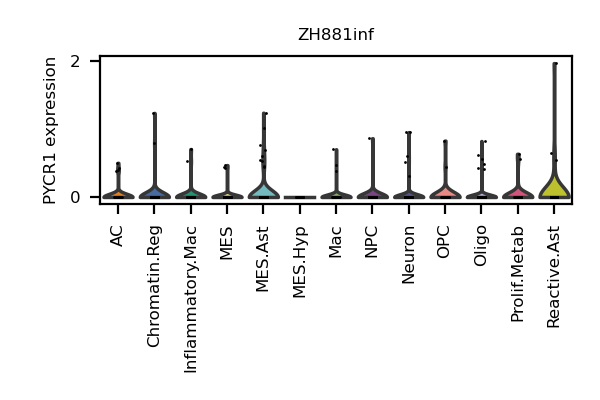 ZH881inf
PYCR1 expression
2
0
AC
Chromatin.Reg
Inflammatory.Mac
MES
MES.Ast
MES.Hyp
Mac
NPC
Neuron
OPC
Oligo
Prolif.Metab
Reactive.Ast